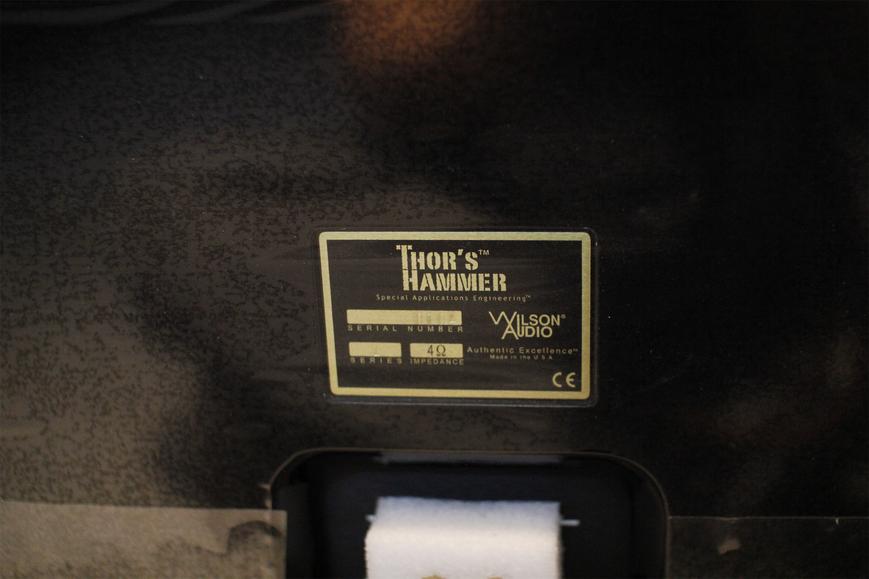 THOR'S™
HAMMER
Special Applications Engineering™
SERIAL NUMBER
WILSON®
AUDIO
4Ω
SERIES IMPEDANCE
Authentic Excellence™
Made in the U S A
CE